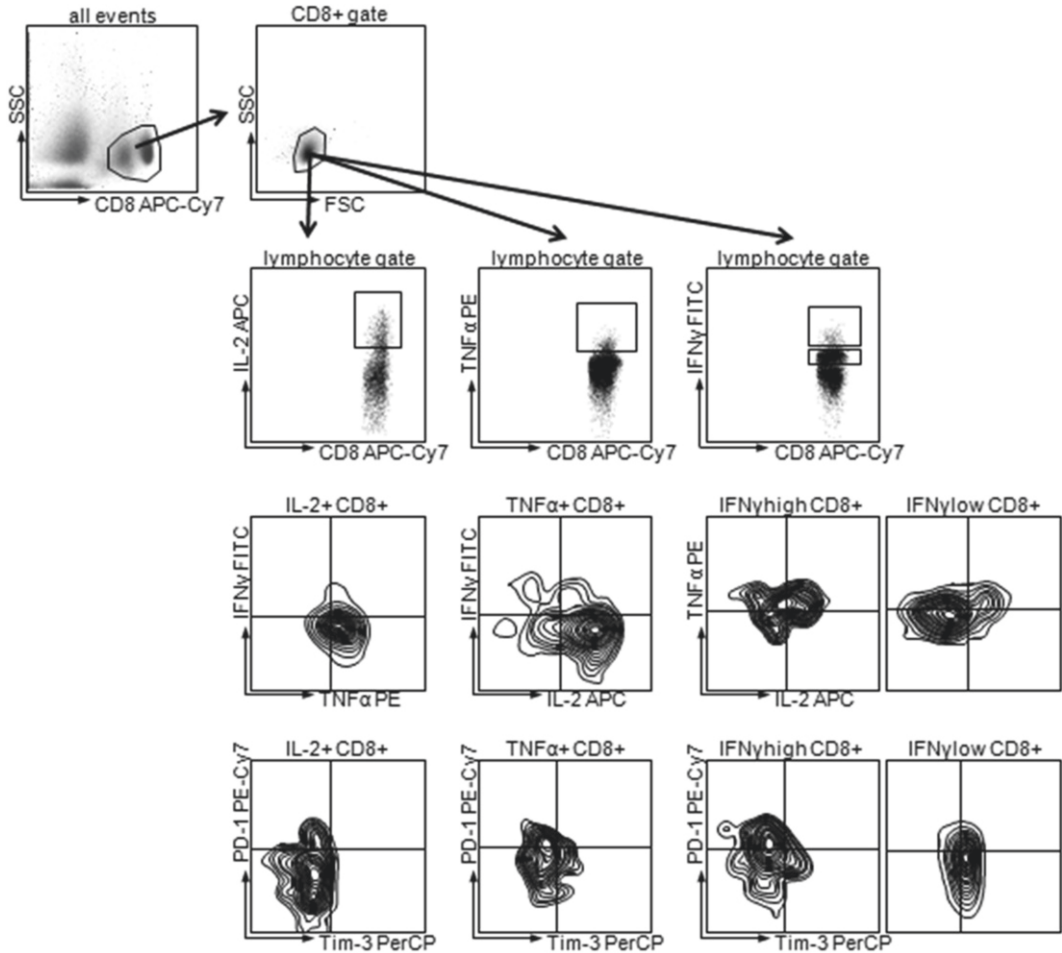 all events
CD8+ gate
SSC
SSC
CD8 APC-Cy7
FSC
lymphocyte gate
lymphocyte gate
lymphocyte gate
IL-2 APC
TNFα PE
IFNγ FITC
CD8 APC-Cy7
CD8 APC-Cy7
CD8 APC-Cy7
IL-2+ CD8+
TNFα+ CD8+
IFNγhigh CD8+
IFNγlow CD8+
IFNγ FITC
IFNγ FITC
TNFα PE
TNFα PE
IL-2 APC
IL-2 APC
IL-2+ CD8+
TNFα+ CD8+
IFNγhigh CD8+
IFNγlow CD8+
PD-1 PE-Cy7
PD-1 PE-Cy7
PD-1 PE-Cy7
Tim-3 PerCP
Tim-3 PerCP
Tim-3 PerCP